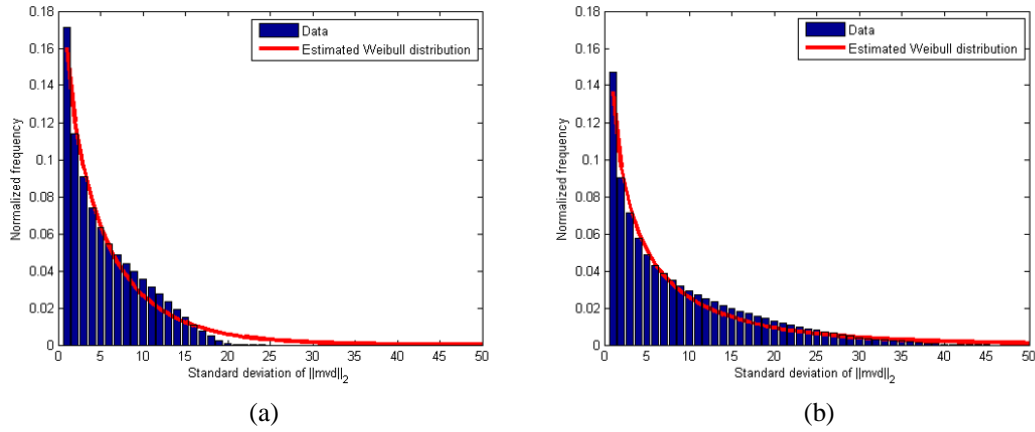 0.18
0.16
0.14
0.12
0.1
0.08
0.06
0.04
0.02
0
Normalized frequency
Data
Estimated Weibull distribution
0 5 10 15 20 25 30 35 40 45 50
Standard deviation of ||mvd||2
(a)
0.18
0.16
0.14
0.12
0.1
0.08
0.06
0.04
0.02
0
Normalized frequency
Data
Estimated Weibull distribution
0 5 10 15 20 25 30 35 40 45 50
Standard deviation of ||mvd||2
(b)